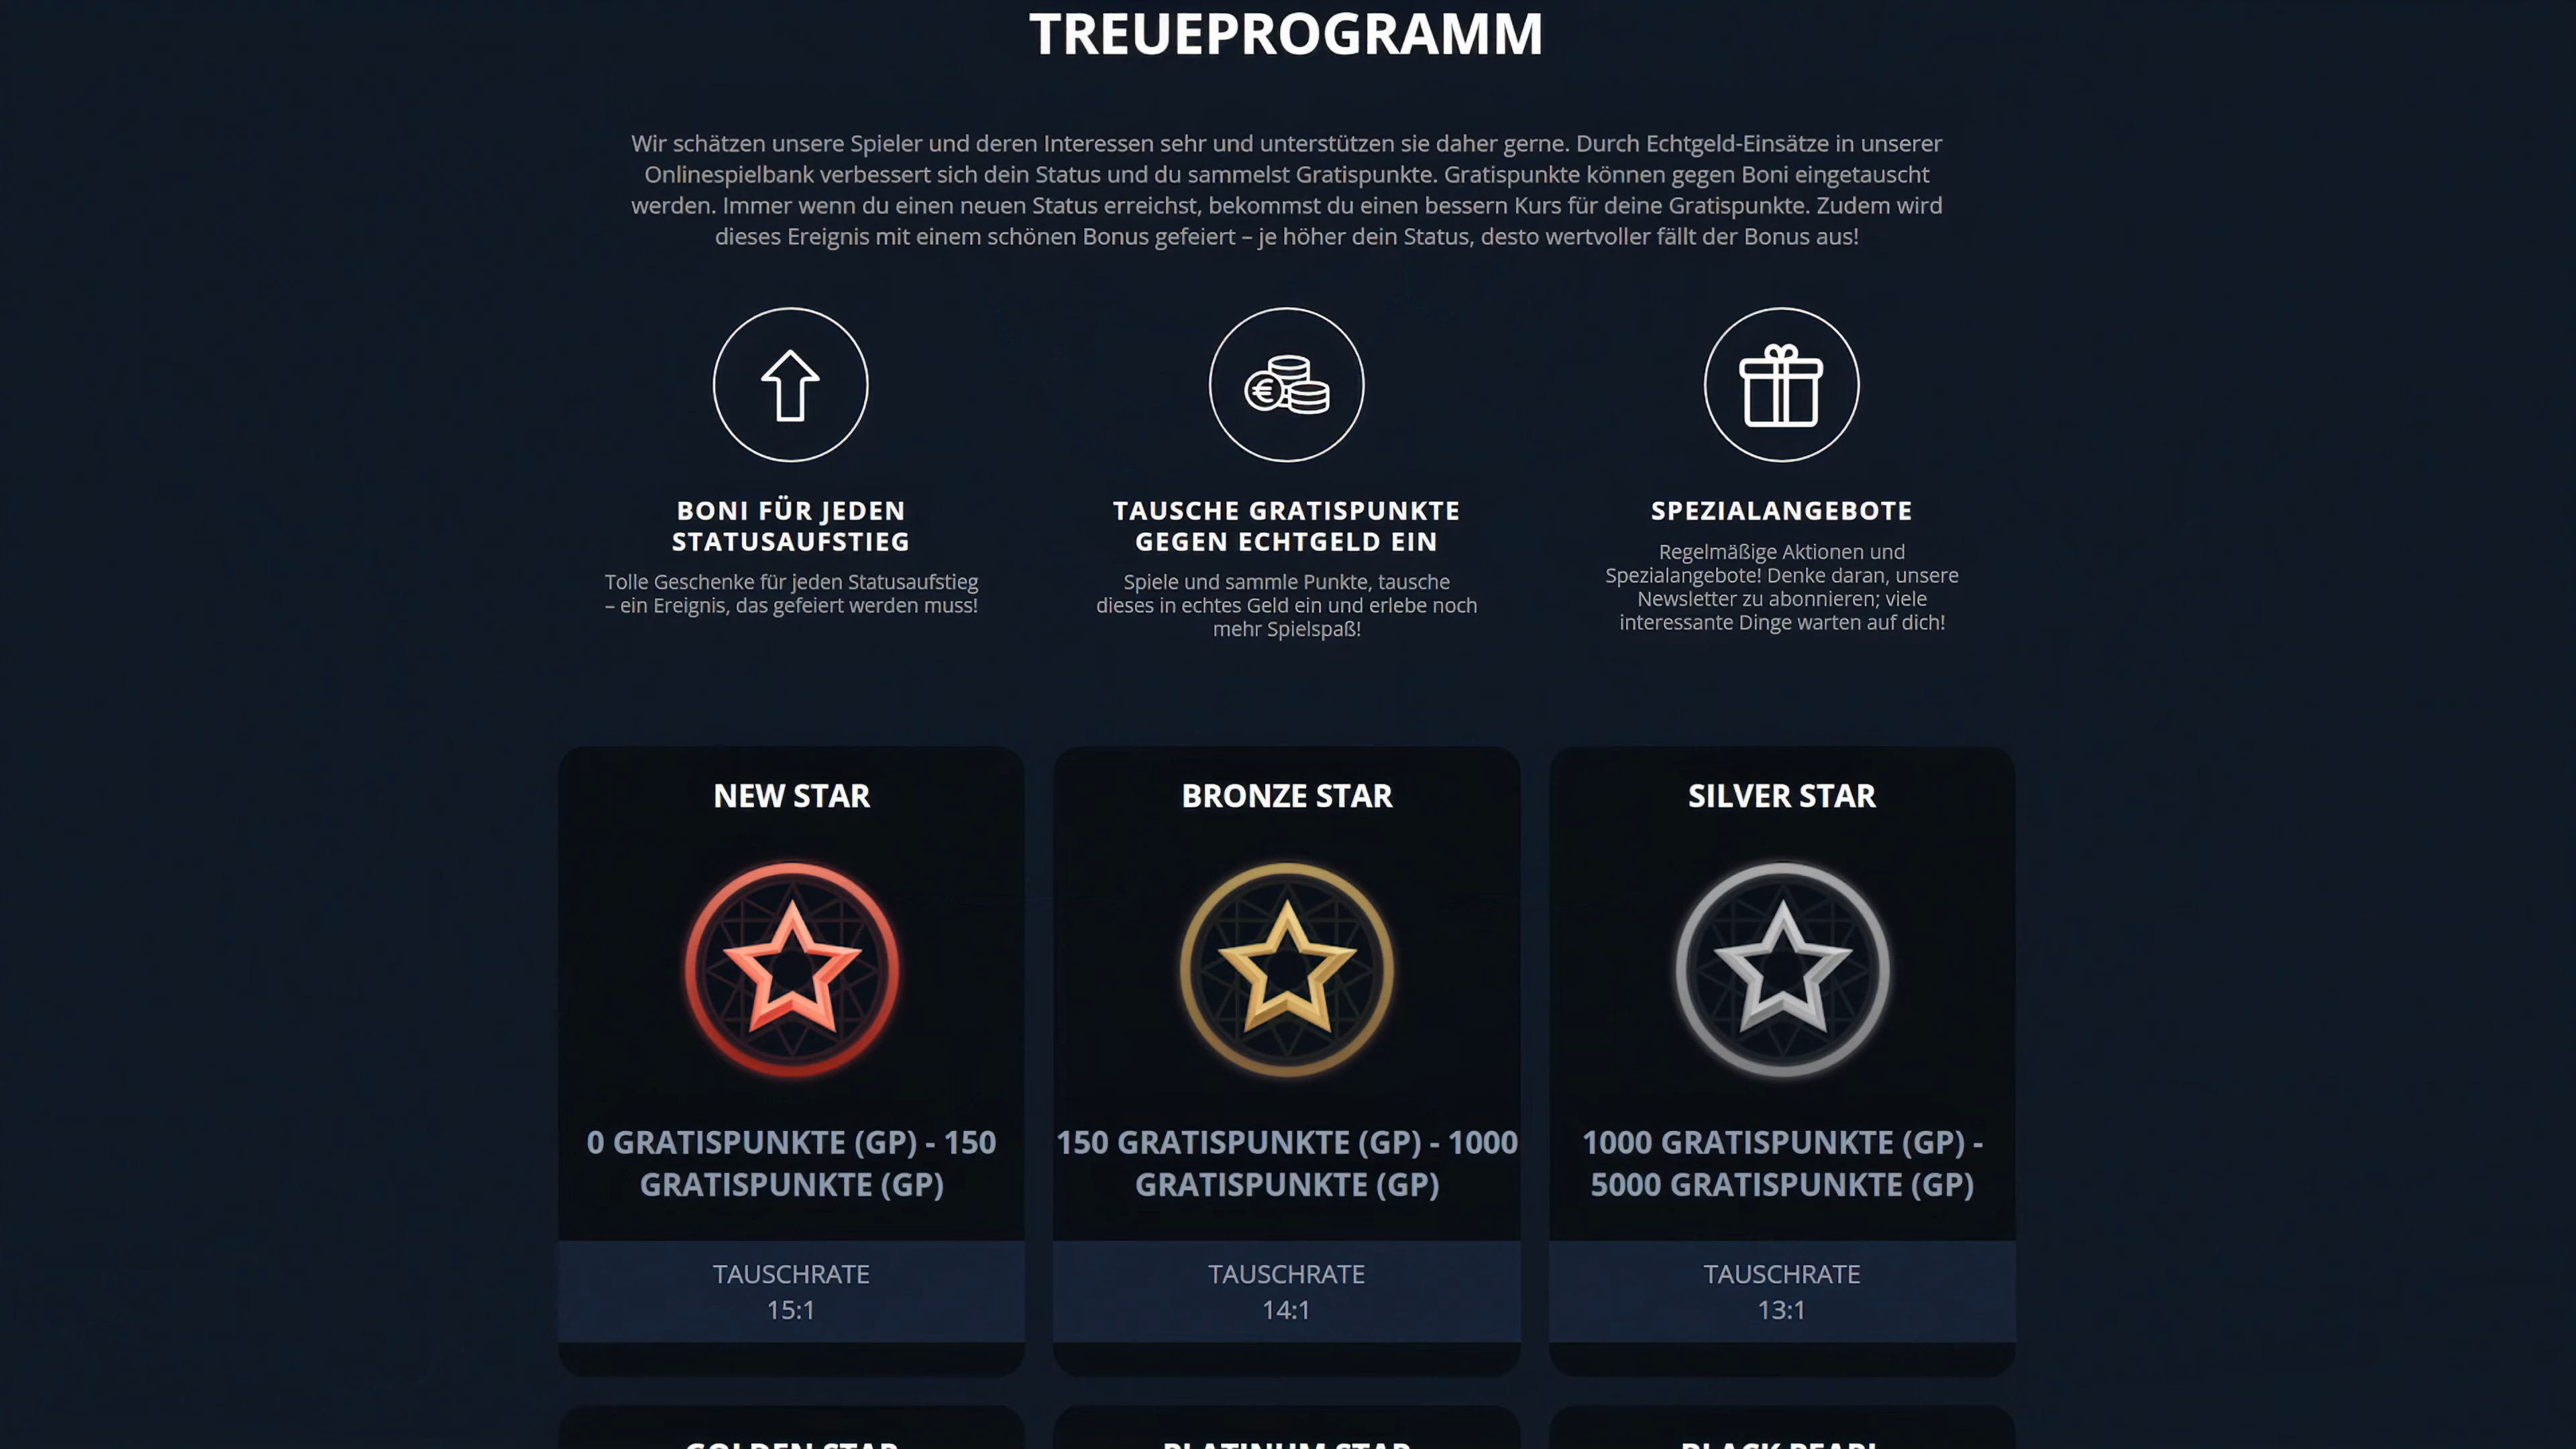 TREUEPROGRAMM
Wir schätzen unsere Spieler und deren Interessen sehr und unterstützen sie daher gerne. Durch Echtgeld-Einsätze in unserer
Onlinespielbank verbessert sich dein Status und du sammelst Gratispunkte. Gratispunkte können gegen Boni eingetauscht
werden. Immer wenn du einen neuen Status erreichst, bekommst du einen bessern Kurs für deine Gratispunkte. Zudem wird
dieses Ereignis mit einem schönen Bonus gefeiert – je höher dein Status, desto wertvoller fällt der Bonus aus!
BONI FÜR JEDEN
STATUSAUFSTIEG
Tolle Geschenke für jeden Statusaufstieg
– ein Ereignis, das gefeiert werden muss!
TAUSCHE GRATISPUNKTE
GEGEN ECHTGELD EIN
Spiele und sammle Punkte, tausche
dieses in echtes Geld ein und erlebe noch
mehr Spielspaß!
SPEZIALANGEBOTE
Regelmäßige Aktionen und
Spezialangebote! Denke daran, unsere
Newsletter zu abonnieren; viele
interessante Dinge warten auf dich!
NEW STAR
0 GRATISPUNKTE (GP) - 150
GRATISPUNKTE (GP)
TAUSCHRATE
15:1
BRONZE STAR
150 GRATISPUNKTE (GP) - 1000
GRATISPUNKTE (GP)
TAUSCHRATE
14:1
SILVER STAR
1000 GRATISPUNKTE (GP) -
5000 GRATISPUNKTE (GP)
TAUSCHRATE
13:1
GOLDEN STAR
PLATINUM STAR
BLACK PEARL